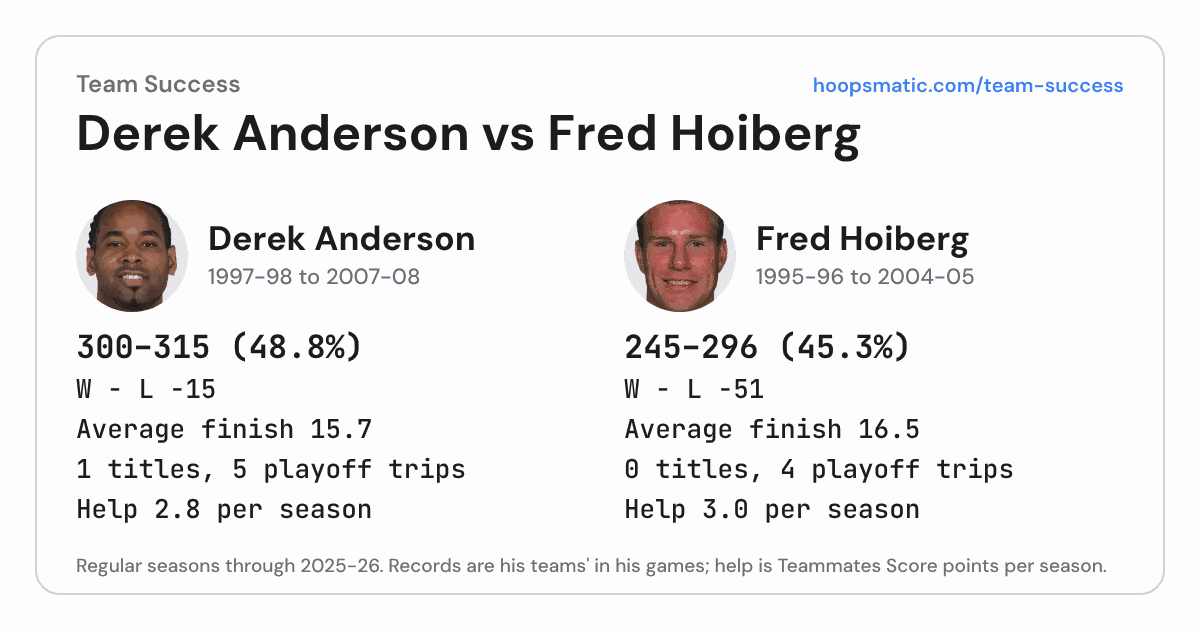 Team Success
hoopsmatic.com/team-success
Derek Anderson vs Fred Hoiberg
Derek Anderson
1997-98 to 2007-08
300-315 (48.8%)
W - L -15
Average finish 15.7
1 titles, 5 playoff trips
Help 2.8 per season
Fred Hoiberg
1995-96 to 2004-05
245-296 (45.3%)
W - L -51
Average finish 16.5
0 titles, 4 playoff trips
Help 3.0 per season
Regular seasons through 2025-26. Records are his teams' in his games; help is Teammates Score points per season.